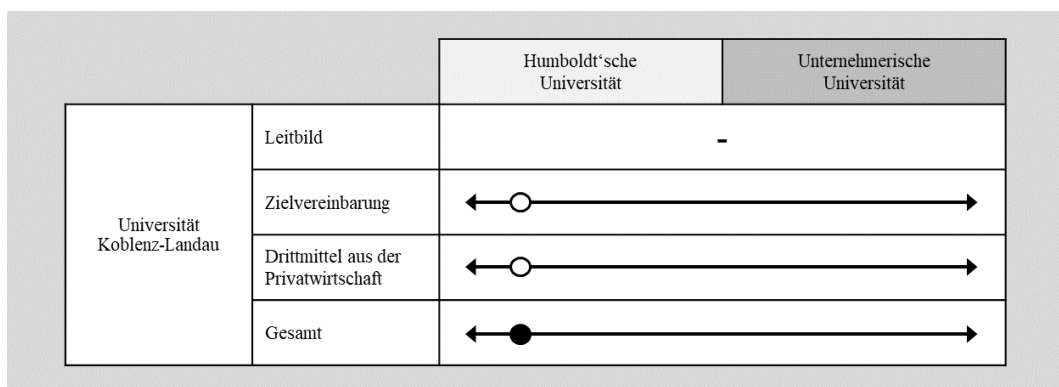 Humboldt‘sche
Universität
Unternehmerische
Universität
Universität
Koblenz-Landau
Leitbild
-
Zielvereinbarung
Drittmittel aus der
Privatwirtschaft
Gesamt